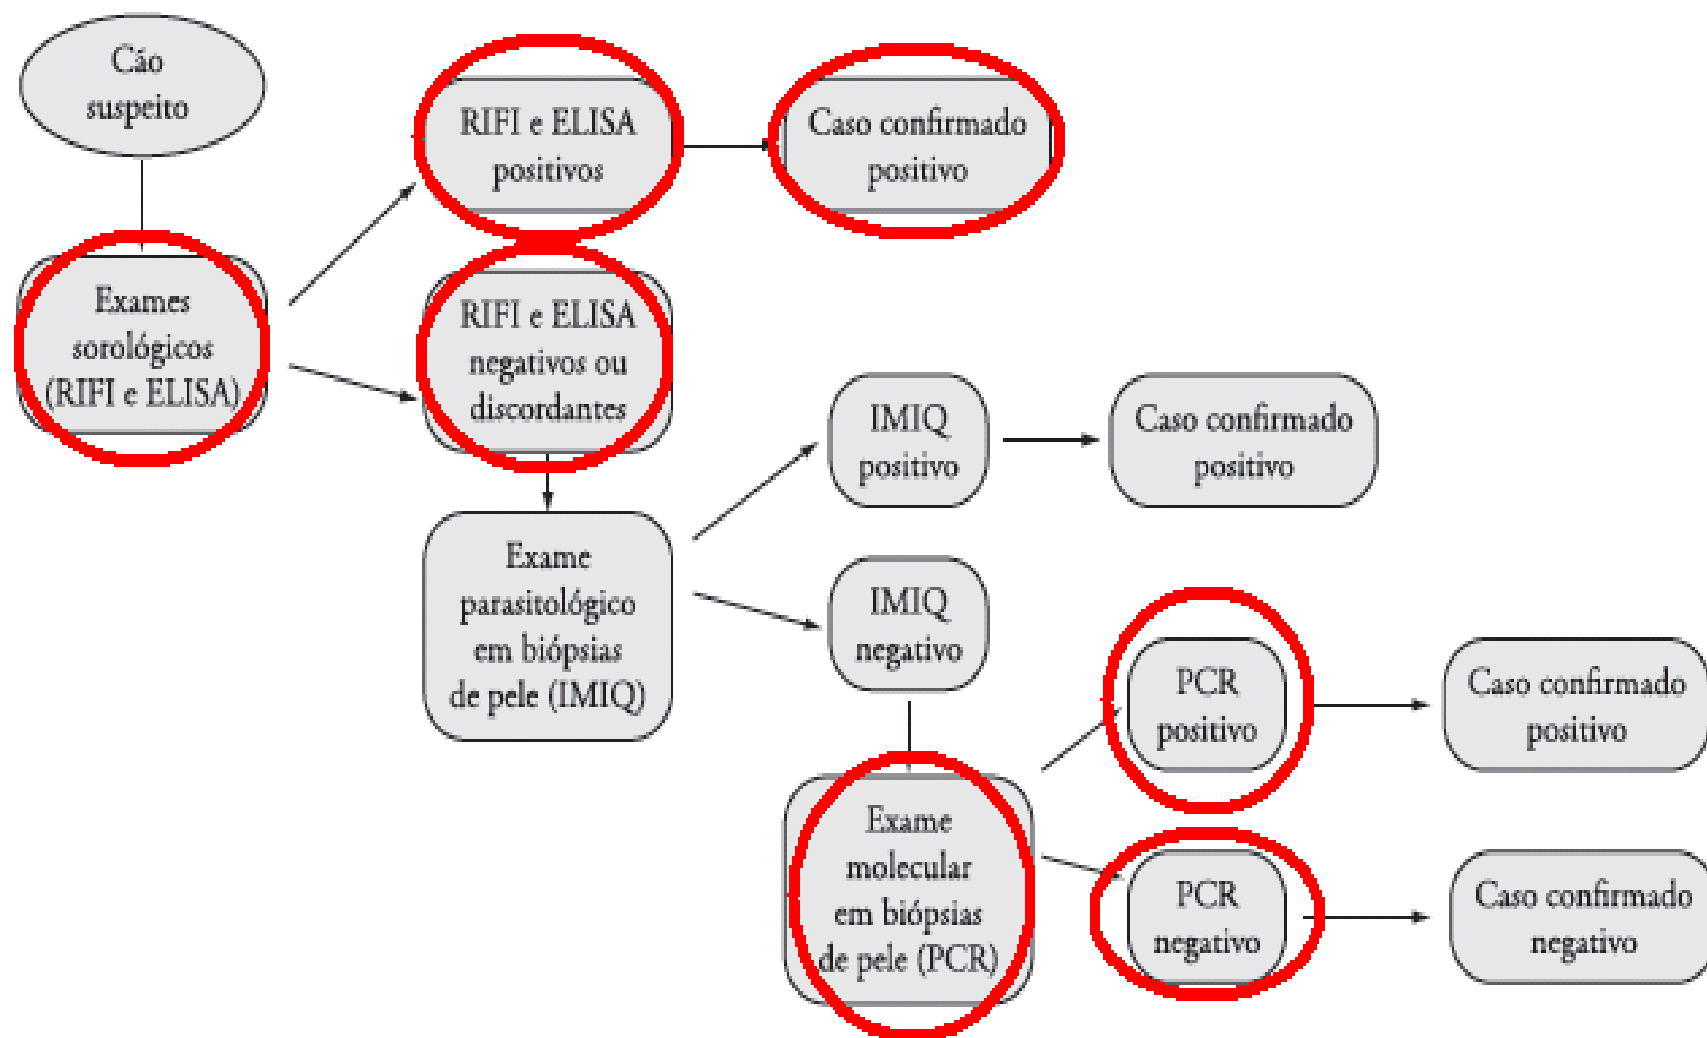 Cão
suspeito
Exames
sorológicos
(RIFI e ELISA)
RIFI e ELISA
positivos
Caso confirmado
positivo
RIFI e ELISA
negativos ou
discordantes
Exame
parasitológico
em biópsias
de pele (IMIQ)
IMIQ
positivo
Caso confirmado
positivo
IMIQ
negativo
Exame
molecular
em biópsias
de pele (PCR)
PCR
positivo
Caso confirmado
positivo
PCR
negativo
Caso confirmado
negativo